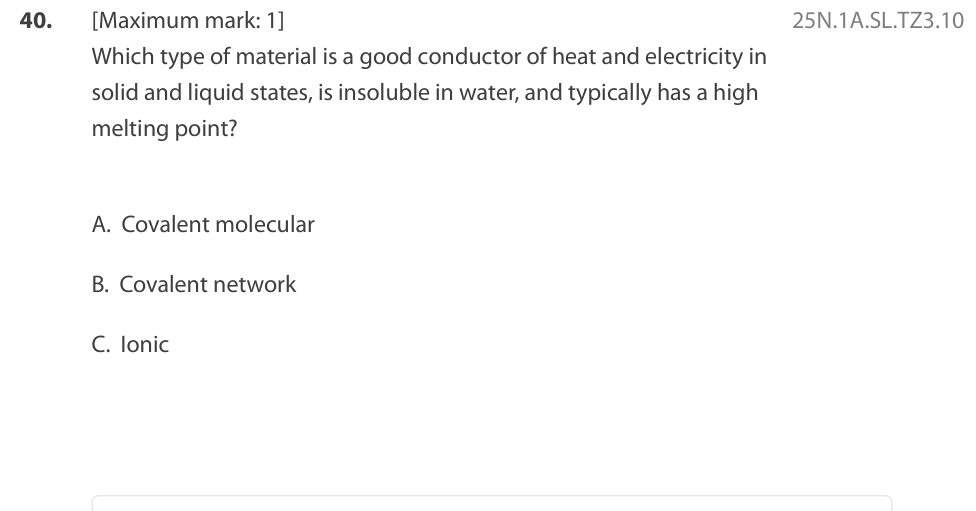 40. [Maximum mark: 1] 25N.1A.SL.TZ3.10
Which type of material is a good conductor of heat and electricity in
solid and liquid states, is insoluble in water, and typically has a high
melting point?
A. Covalent molecular
B. Covalent network
C. Ionic